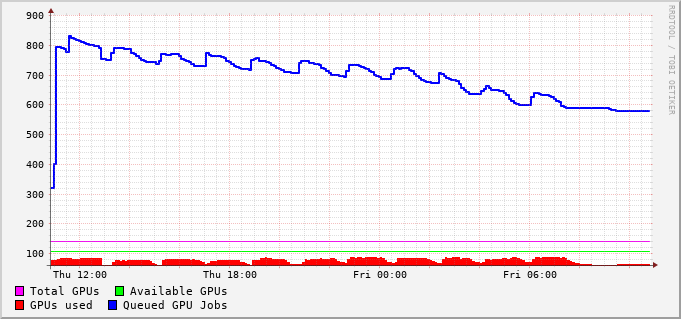 900
800
700
600
500
400
300
200
100
Thu 12:00 Thu 18:00 Fri 00:00 Fri 06:00
Total GPUs Available GPUs
GPUs used Queued GPU Jobs
RRDTOOL / TOBI OETIKER